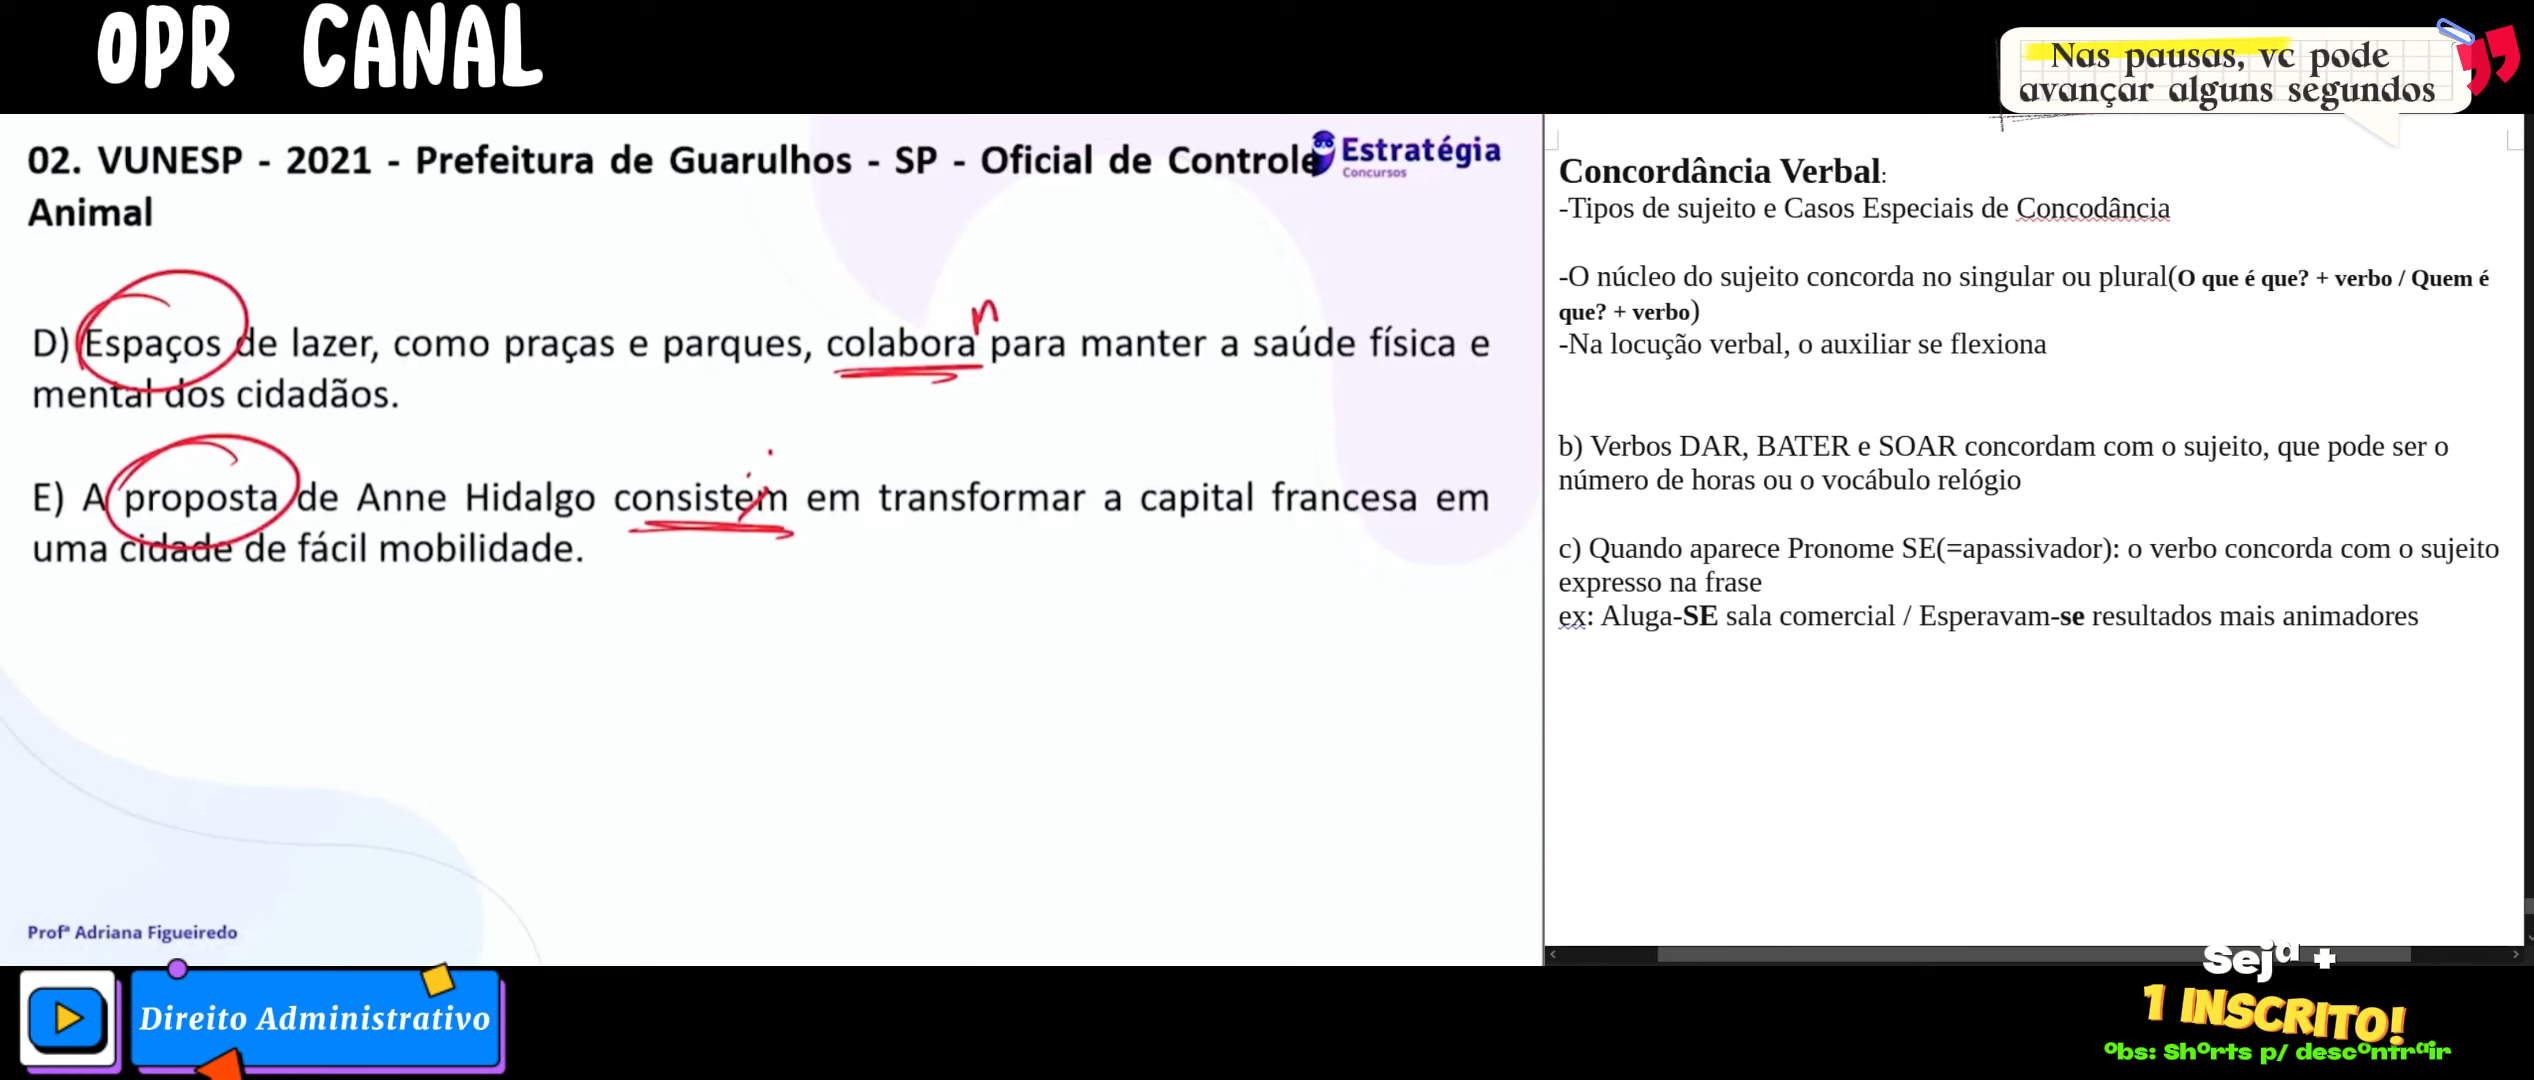 OPR CANAL
Nas pausas, vc pode
avançar alguns segundos
02. VUNESP - 2021 - Prefeitura de Guarulhos - SP - Oficial de Controle
Animal
Estratégia
Concursos
n
D) Espaços de lazer, como praças e parques, colabora para manter a saúde física e
mental dos cidadãos.
E) A proposta de Anne Hidalgo consistem em transformar a capital francesa em
uma cidade de fácil mobilidade.
Profª Adriana Figueiredo
Concordância Verbal:
-Tipos de sujeito e Casos Especiais de Concodância
-O núcleo do sujeito concorda no singular ou plural(O que é que? + verbo / Quem é
que? + verbo)
-Na locução verbal, o auxiliar se flexiona
b) Verbos DAR, BATER e SOAR concordam com o sujeito, que pode ser o
número de horas ou o vocábulo relógio
c) Quando aparece Pronome SE(=apassivador): o verbo concorda com o sujeito
expresso na frase
ex: Aluga-SE sala comercial / Esperavam-se resultados mais animadores
Direito Administrativo
Seja +
1 INSCRITO!
obs: Shorts p/ descontrair